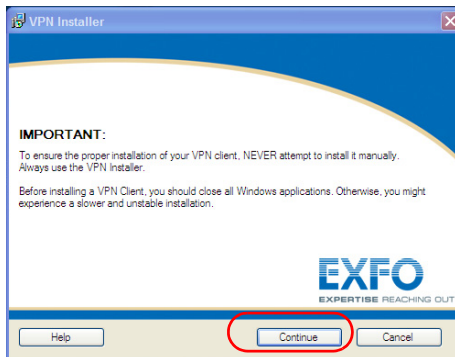 VPN Installer
IMPORTANT:
To ensure the proper installation of your VPN client, NEVER attempt to install it manually.
Always use the VPN Installer.
Before installing a VPN Client, you should close all Windows applications. Otherwise, you might
experience a slower and unstable installation.
EXFO
EXPERTISE REACHING OUT
Help
Continue
Cancel